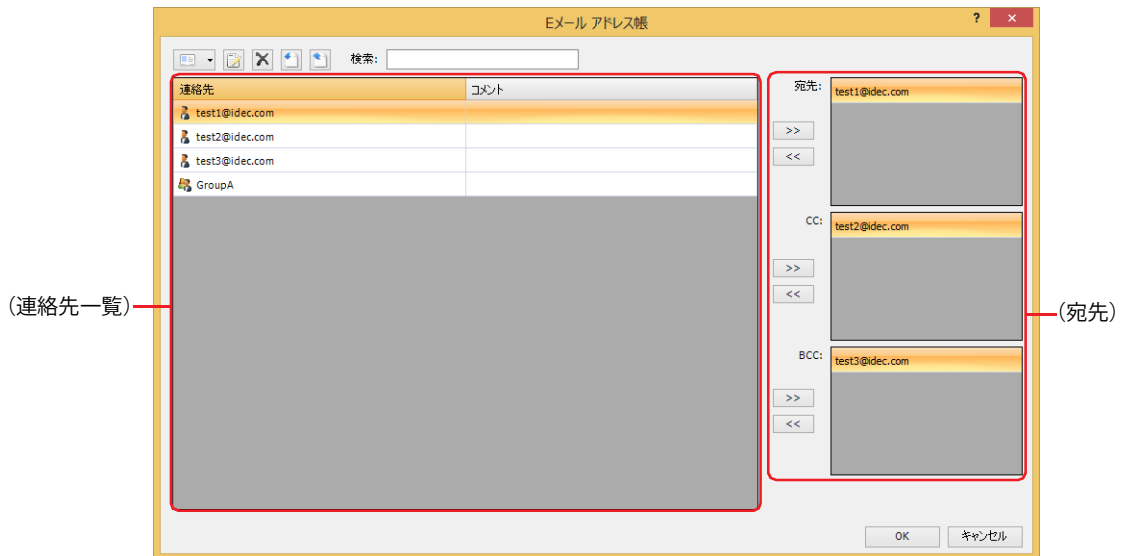 Eメール アドレス帳
? ×
検索:
連絡先 コメント
test1@idec.com
test2@idec.com
test3@idec.com
GroupA
(連絡先一覧)
宛先:
test1@idec.com
>>
<<
CC:
test2@idec.com
>>
<<
BCC:
test3@idec.com
>>
<<
(宛先)
OK キャンセル